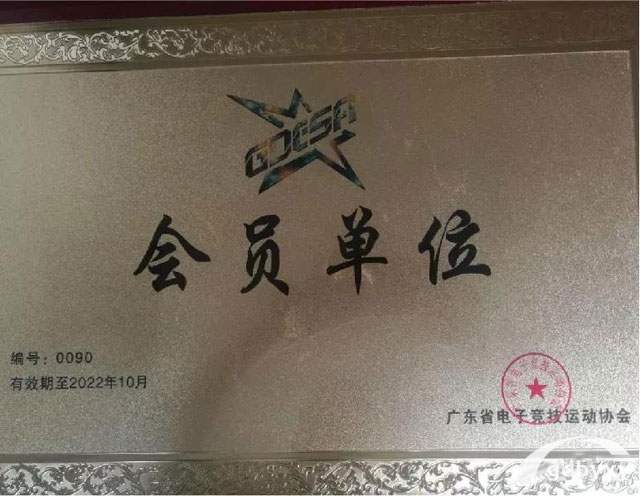 GDESA
会员单位
编号：0090
有效期至2022年10月
广东省电子竞技运动协会